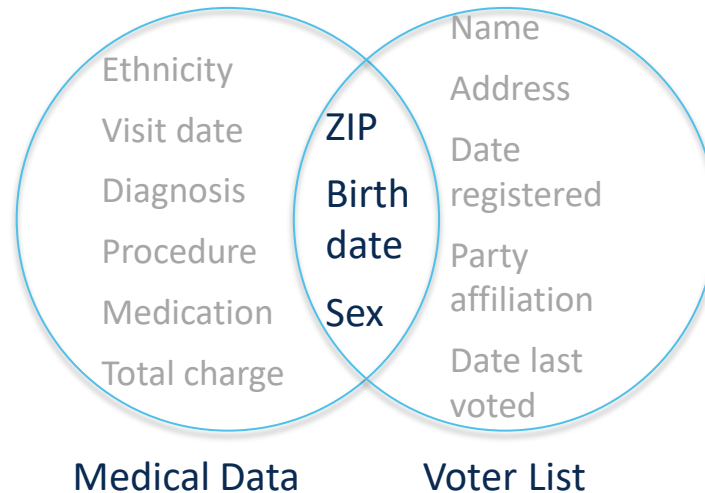 Ethnicity
Visit date
Diagnosis
Procedure
Medication
Total charge
ZIP
Birth
date
Sex
Name
Address
Date
registered
Party
affiliation
Date last
voted
Medical Data
Voter List